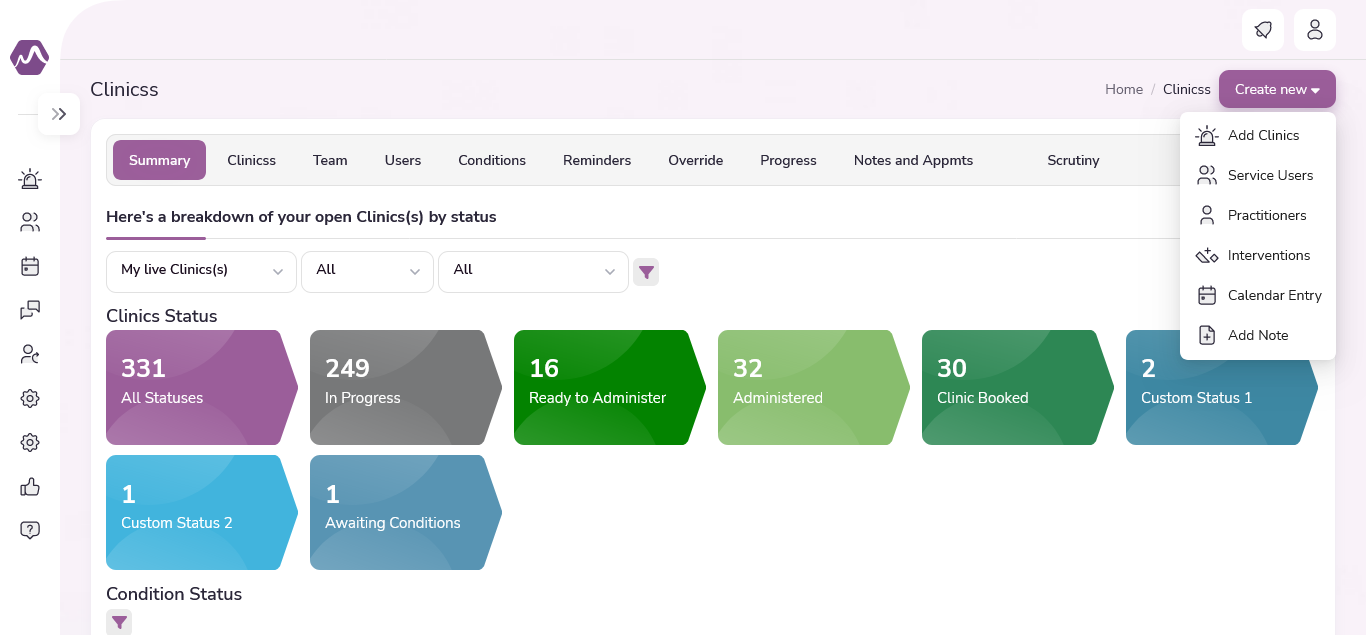 Clinicss
Home / Clinicss
Create new
Add Clinics
Service Users
Practitioners
Interventions
Calendar Entry
Add Note
Summary Clinicss Team Users Conditions Reminders Override Progress Notes and Appmts Scrutiny
Here's a breakdown of your open Clinics(s) by status
My live Clinics(s) All All
Clinics Status
331
All Statuses
249
In Progress
16
Ready to Administer
32
Administered
30
Clinic Booked
2
Custom Status 1
1
Custom Status 2
1
Awaiting Conditions
Condition Status